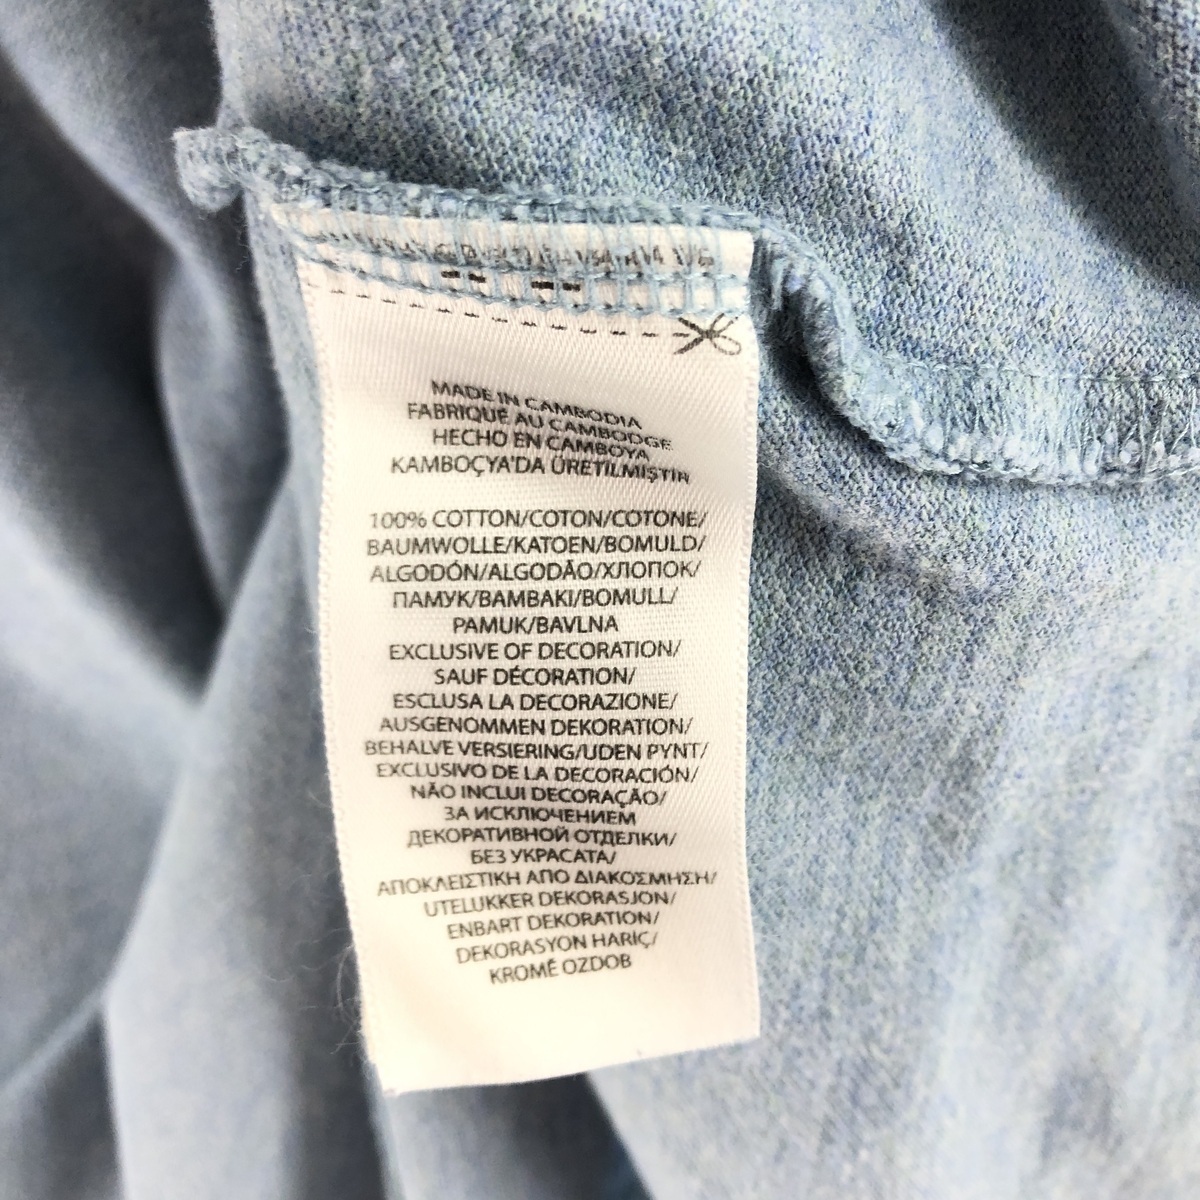 MADE IN CAMBODIA
FABRIQUÉ AU CAMBODGE
HECHO EN CAMBOYA
KAMBOÇYA'DA ÜRETILMIŞTIR
100% COTTON/COTON/COTONE/
BAUMWOLLE/KATOEN/BOMULD/
ALGODÓN/ALGODÃO/ХЛОПОК/
ПАМУК/BAMBAKI/BOMULL/
PAMUK/BAVLNA
EXCLUSIVE OF DECORATION/
SAUF DÉCORATION/
ESCLUSA LA DECORAZIONE/
AUSGENOMMEN DEKORATION/
BEHALVE VERSIERING/UDEN PYNT/
EXCLUSIVO DE LA DECORACIÓN/
NÃO INCLUI DECORAÇÃO/
ЗА ИСКЛЮЧЕНИЕМ
ДЕКОРАТИВНОЙ ОТДЕЛКИ/
БЕЗ УКРАСАТА/
ΑΠΟΚΛΕΙΣΤΙΚΗ ΑΠΟ ΔΙΑΚΟΣΜΗΣΗ/
UTELUKKER DEKORASJON/
ENBART DEKORATION/
DEKORASYON HARIÇ/
KROMĚ OZDOB